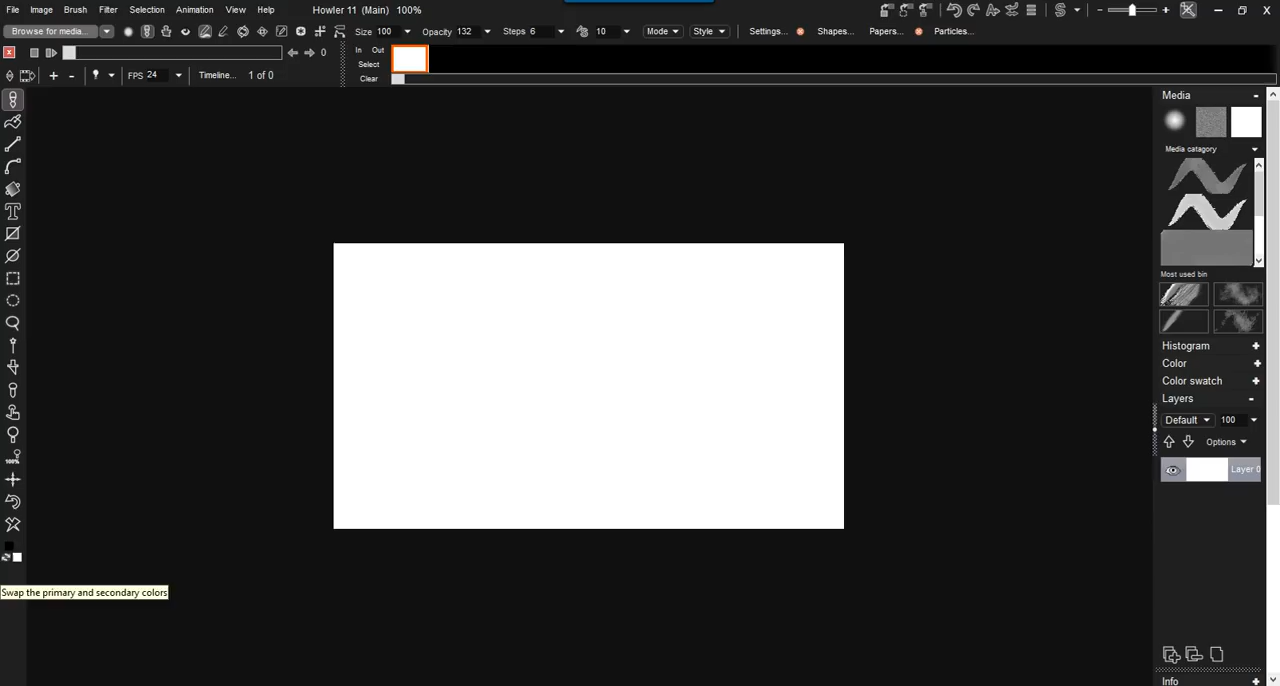 File Image Brush Filter Selection Animation View Help Howler 11 (Main) 100%
Browse for media... Size 100 Opacity 132 Steps 6 10 Mode Style Settings... Shapes... Papers... Particles...
0 In Out
Select
FPS 24 Timeline... 1 of 0 Clear
Media
Media catagory
Most used bin
Histogram
Color
Color swatch
Layers
Default 100
Options
Layer 0
100%
Swap the primary and secondary colors
Info